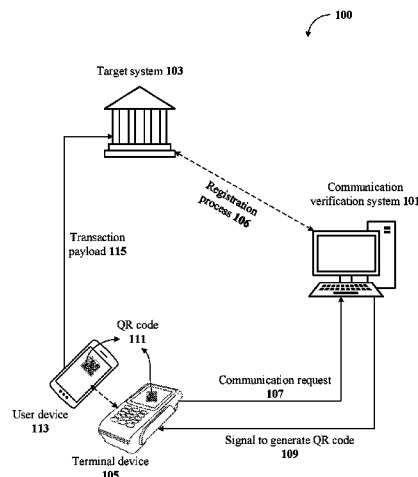 100
Target system 103
Registration
process 106
Communication
verification system 101
Transaction
payload 115
QR code
111
Communication request
107
User device
113
Signal to generate QR code
109
Terminal device
105